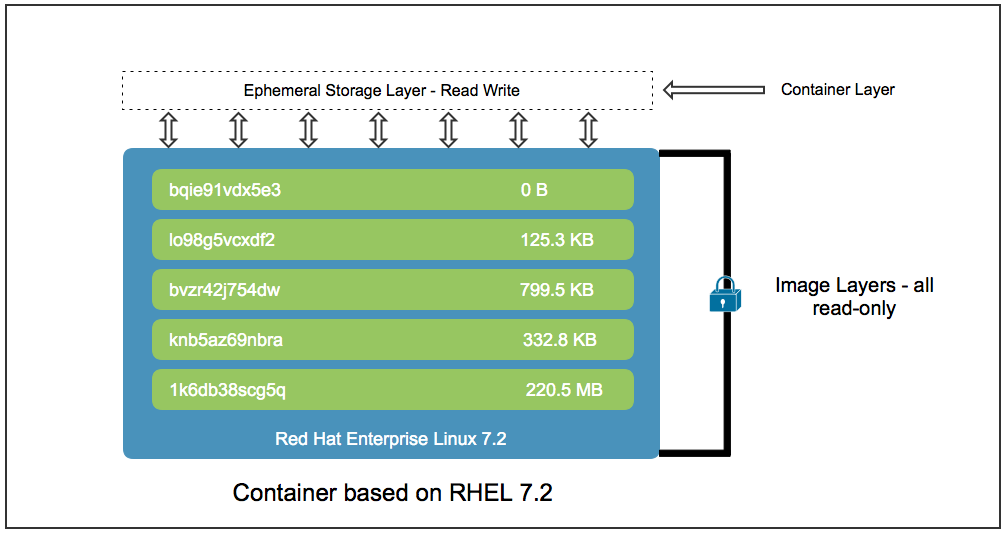 Ephemeral Storage Layer - Read Write
Container Layer
bqie91vdx5e3 0 B
lo98g5vcxdf2 125.3 KB
bvzr42j754dw 799.5 KB
knb5az69nbra 332.8 KB
1k6db38scg5q 220.5 MB
Red Hat Enterprise Linux 7.2
Image Layers - all
read-only
Container based on RHEL 7.2